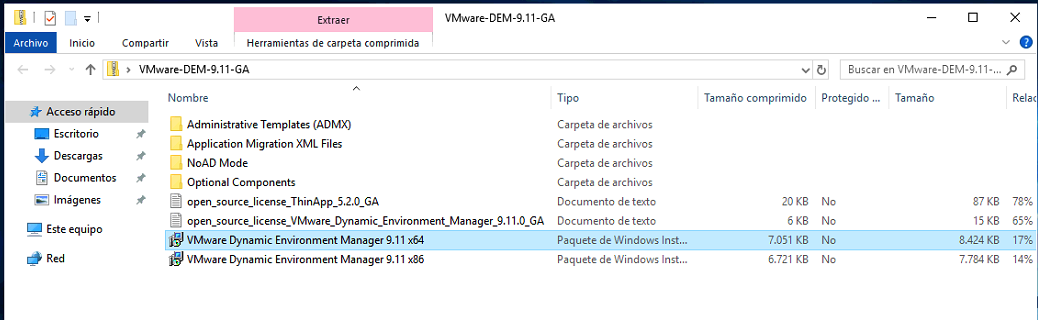 Extraer
VMware-DEM-9.11-GA
Archivo Inicio Compartir Vista Herramientas de carpeta comprimida
VMware-DEM-9.11-GA
Buscar en VMware-DEM-9.11-...
Nombre Tipo Tamaño comprimido Protegido ... Tamaño Relac
Acceso rápido
Escritorio
Descargas
Documentos
Imágenes
Este equipo
Red
Administrative Templates (ADMX) Carpeta de archivos
Application Migration XML Files Carpeta de archivos
NoAD Mode Carpeta de archivos
Optional Components Carpeta de archivos
open_source_license_ThinApp_5.2.0_GA Documento de texto 20 KB No 87 KB 78%
open_source_license_VMware_Dynamic_Environment_Manager_9.11.0_GA Documento de texto 6 KB No 15 KB 65%
VMware Dynamic Environment Manager 9.11 x64 Paquete de Windows Inst... 7.051 KB No 8.424 KB 17%
VMware Dynamic Environment Manager 9.11 x86 Paquete de Windows Inst... 6.721 KB No 7.784 KB 14%